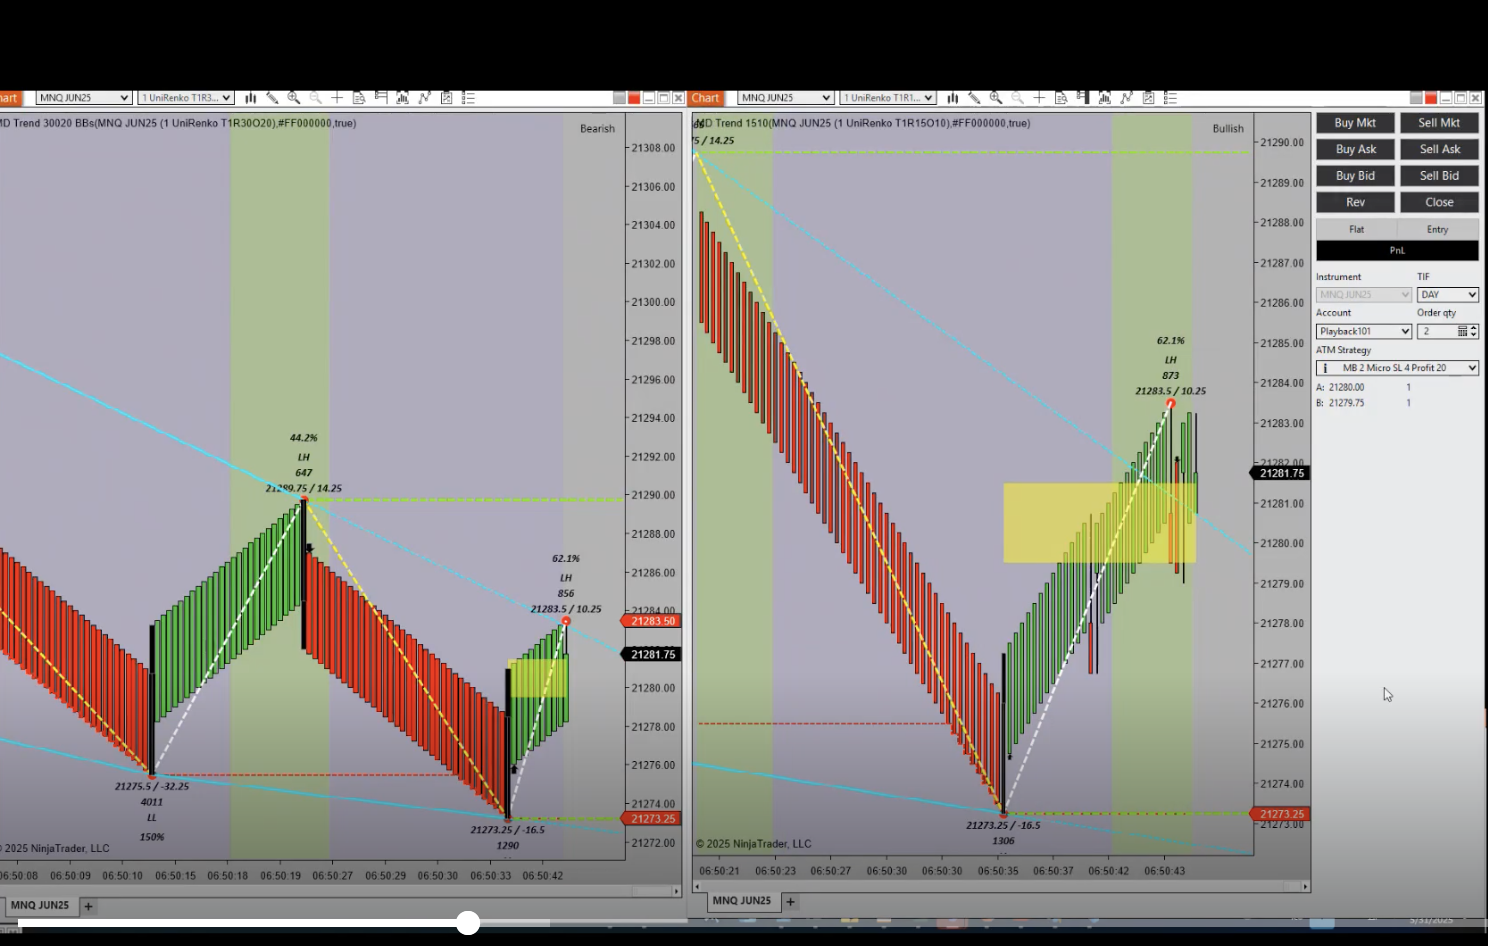 hart
MNQ JUN25
1 UniRenko T1R3...
MD Trend 30020 BBs(MNQ JUN25 (1 UniRenko T1R30O20),#FF000000,true)
Bearish
21308.00
21306.00
21304.00
21302.00
21300.00
21298.00
21296.00
21294.00
21292.00
21290.00
21288.00
21286.00
21284.00
21283.50
21281.75
21280.00
21278.00
21276.00
21274.00
21273.25
21272.00
44.2%
LH
647
21289.75 / 14.25
62.1%
LH
856
21283.5 / 10.25
21275.5 / -32.25
4011
LL
150%
21273.25 / -16.5
1290
© 2025 NinjaTrader, LLC
06:50:08
06:50:09
06:50:10
06:50:15
06:50:18
06:50:19
06:50:27
06:50:29
06:50:33
06:50:42
MNQ JUN25
+
Chart
MNQ JUN25
1 UniRenko T1R1...
MD Trend 1510(MNQ JUN25 (1 UniRenko T1R15O10),#FF000000,true)
Bullish
75 / 14.25
21290.00
21289.00
21288.00
21287.00
21286.00
21285.00
21284.00
21283.00
21282.00
21281.75
21281.00
21280.00
21279.00
21278.00
21277.00
21276.00
21275.00
21274.00
21273.25
21273.00
62.1%
LH
873
21283.5 / 10.25
21273.25 / -16.5
1306
© 2025 NinjaTrader, LLC
06:50:21
06:50:23
06:50:27
06:50:30
06:50:30
06:50:35
06:50:37
06:50:42
06:50:43
MNQ JUN25
+
Buy Mkt
Sell Mkt
Buy Ask
Sell Ask
Buy Bid
Sell Bid
Rev
Close
Flat
Entry
PnL
Instrument
TIF
MNQ JUN25
DAY
Account
Order qty
Playback101
2
ATM Strategy
MB 2 Micro SL 4 Profit 20
A: 21280.00 1
B: 21279.75 1
5/31/2025